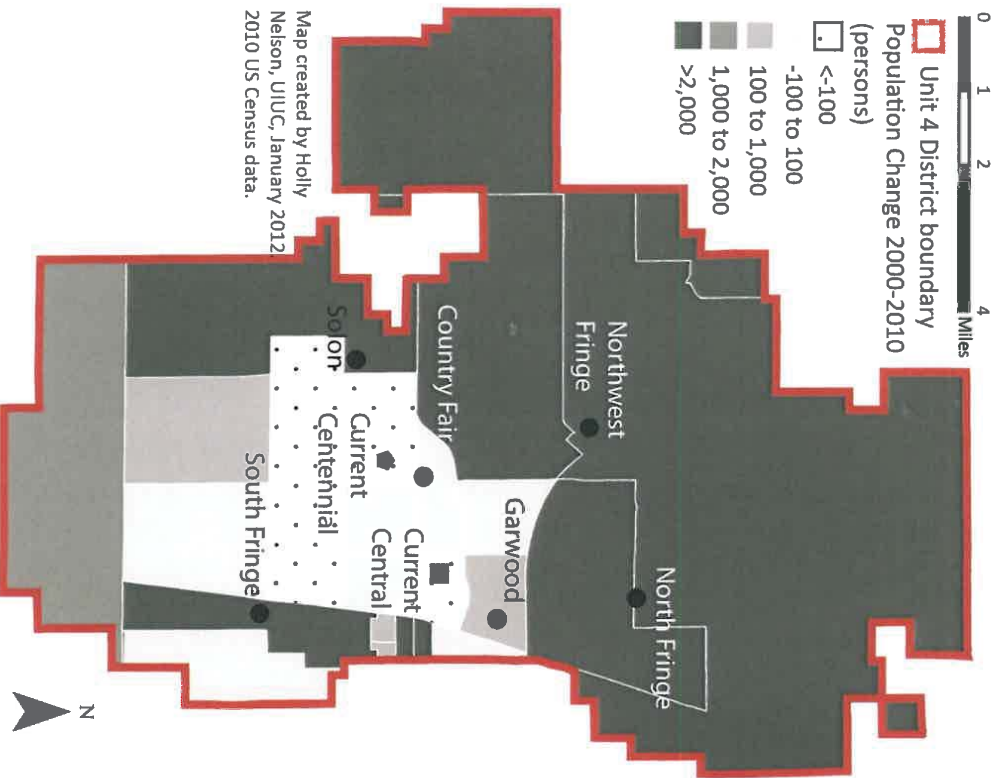 0 1 2 4
Miles
Unit 4 District boundary
Population Change 2000-2010
(persons)
<-100
-100 to 100
100 to 1,000
1,000 to 2,000
>2,000
North Fringe
Northwest
Fringe
Garwood
Country Fair
Current
Central
Current
Centennial
Solon
South Fringe
Map created by Holly
Nelson, UIUC, January 2012.
2010 US Census data.
N